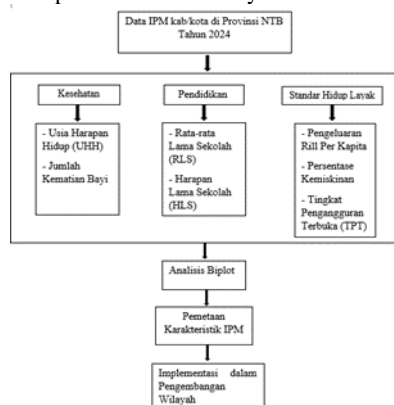 Data IPM kab/kota di Provinsi NTB
Tahun 2024
Kesehatan
Pendidikan
Standar Hidup Layak
- Usia Harapan
Hidup (UHH)
- Jumlah
Kematian Bayi
- Rata-rata
Lama Sekolah
(RLS)
- Harapan
Lama Sekolah
(HLS)
- Pengeluaran
Rill Per Kapita
- Persentase
Kemiskinan
- Tingkat
Pengangguran
Terbuka (TPT)
Analisis Biplot
Pemetaan
Karakteristik IPM
Implementasi dalam
Pengembangan
Wilayah